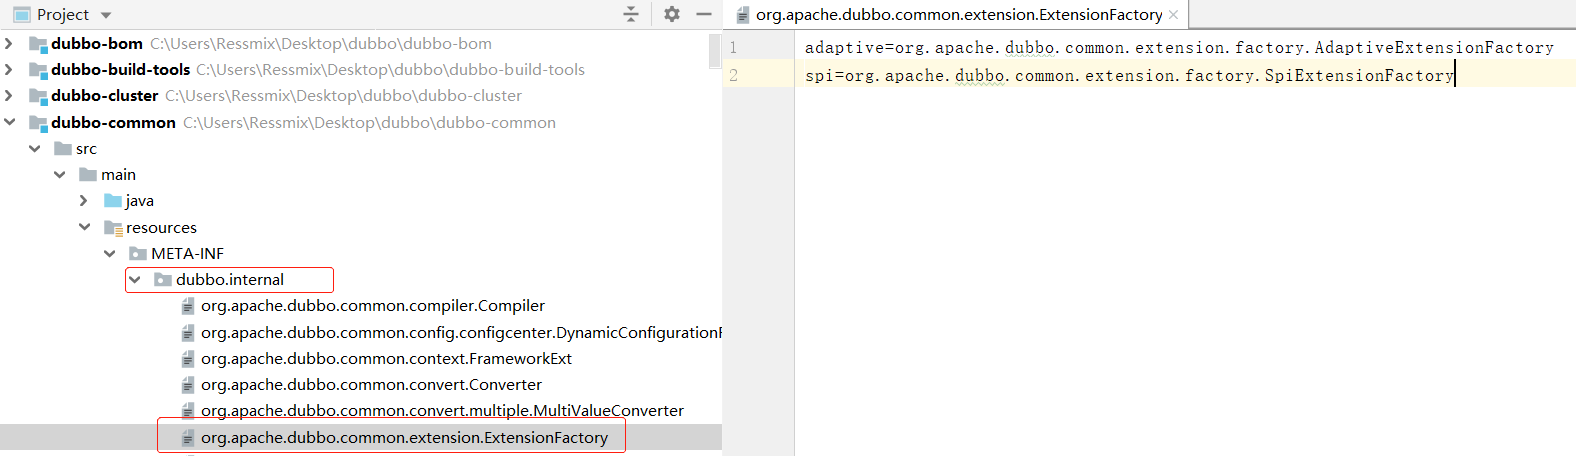 Project
dubbo-bom C:\Users\Ressmix\Desktop\dubbo\dubbo-bom
dubbo-build-tools C:\Users\Ressmix\Desktop\dubbo\dubbo-build-tools
dubbo-cluster C:\Users\Ressmix\Desktop\dubbo\dubbo-cluster
dubbo-common C:\Users\Ressmix\Desktop\dubbo\dubbo-common
src
main
java
resources
META-INF
dubbo.internal
org.apache.dubbo.common.compiler.Compiler
org.apache.dubbo.common.config.configcenter.DynamicConfigurationF
org.apache.dubbo.common.context.FrameworkExt
org.apache.dubbo.common.convert.Converter
org.apache.dubbo.common.convert.multiple.MultiValueConverter
org.apache.dubbo.common.extension.ExtensionFactory
org.apache.dubbo.common.extension.ExtensionFactory
1 adaptive=org.apache.dubbo.common.extension.factory.AdaptiveExtensionFactory
2 spi=org.apache.dubbo.common.extension.factory.SpiExtensionFactory